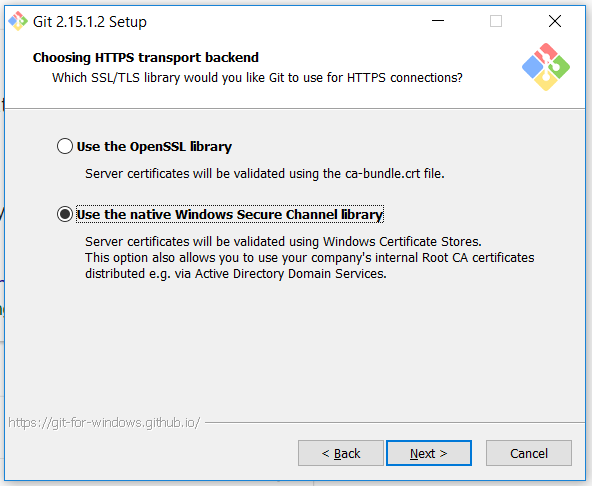 Git 2.15.1.2 Setup
Choosing HTTPS transport backend
Which SSL/TLS library would you like Git to use for HTTPS connections?
Use the OpenSSL library
Server certificates will be validated using the ca-bundle.crt file.
Use the native Windows Secure Channel library
Server certificates will be validated using Windows Certificate Stores.
This option also allows you to use your company's internal Root CA certificates
distributed e.g. via Active Directory Domain Services.
https://git-for-windows.github.io/
< Back
Next >
Cancel